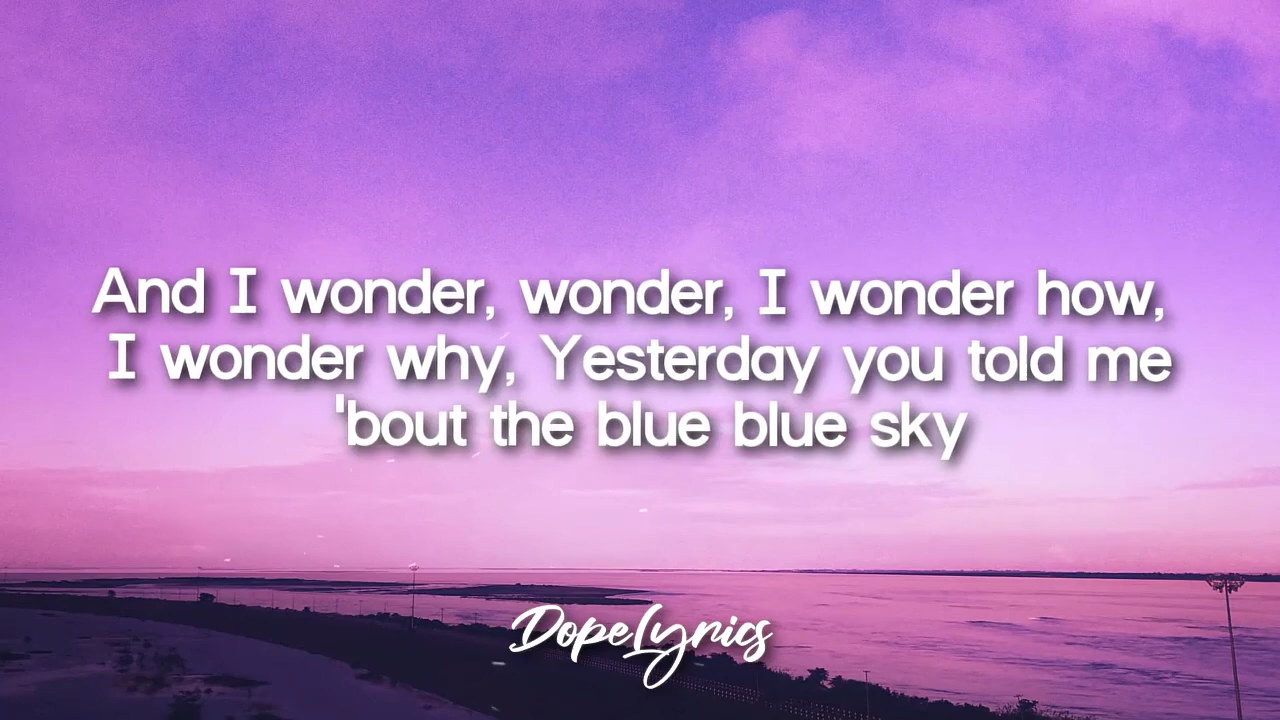 And I wonder, wonder, I wonder how,
I wonder why, Yesterday you told me
'bout the blue blue sky
DopeLyrics